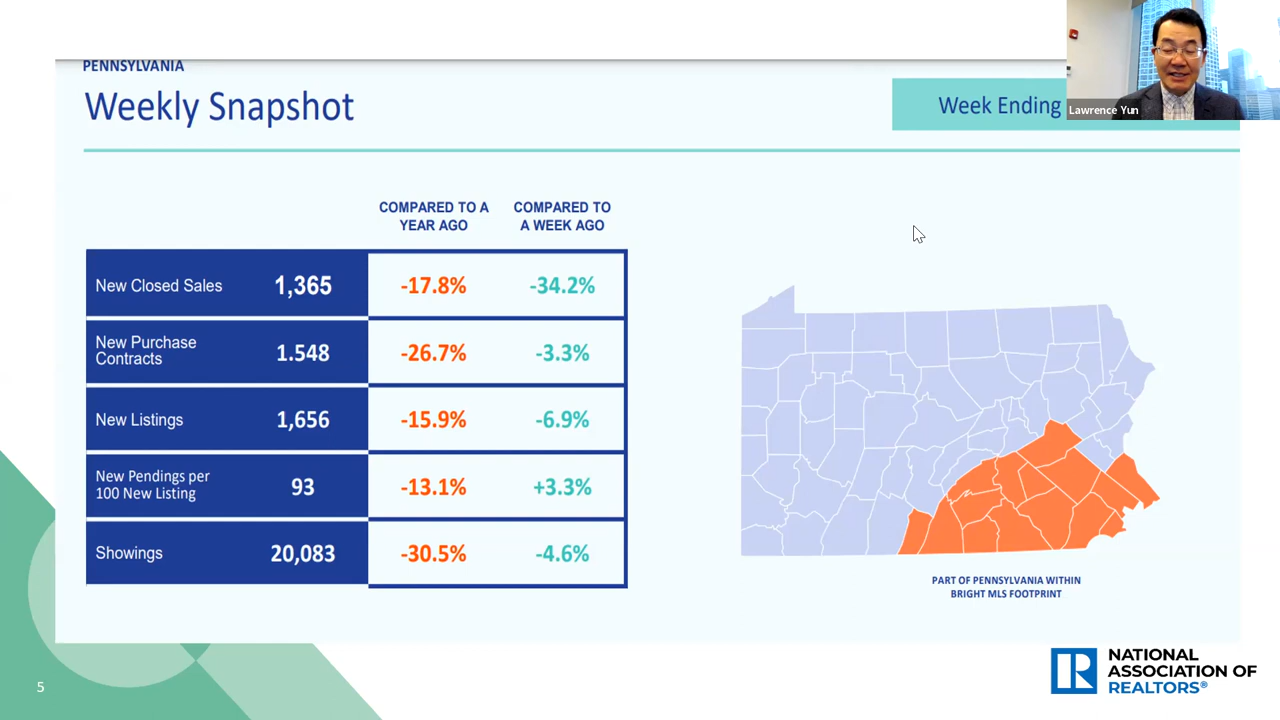 PENNSYLVANIA
Weekly Snapshot
Week Ending
Lawrence Yun
COMPARED TO A
YEAR AGO
COMPARED TO
A WEEK AGO
New Closed Sales 1,365 -17.8% -34.2%
New Purchase
Contracts 1.548 -26.7% -3.3%
New Listings 1,656 -15.9% -6.9%
New Pendings per
100 New Listing 93 -13.1% +3.3%
Showings 20,083 -30.5% -4.6%
PART OF PENNSYLVANIA WITHIN
BRIGHT MLS FOOTPRINT
5
R
NATIONAL
ASSOCIATION OF
REALTORS®